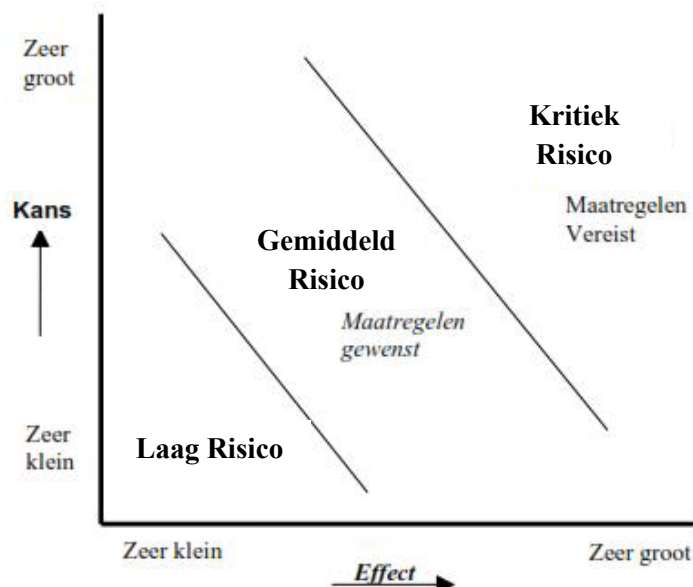 Zeer
groot
Kritiek
Risico
Maatregelen
Vereist
Kans
Gemiddeld
Risico
Maatregelen
gewenst
Zeer
klein
Laag Risico
Zeer klein
Effect
Zeer groot